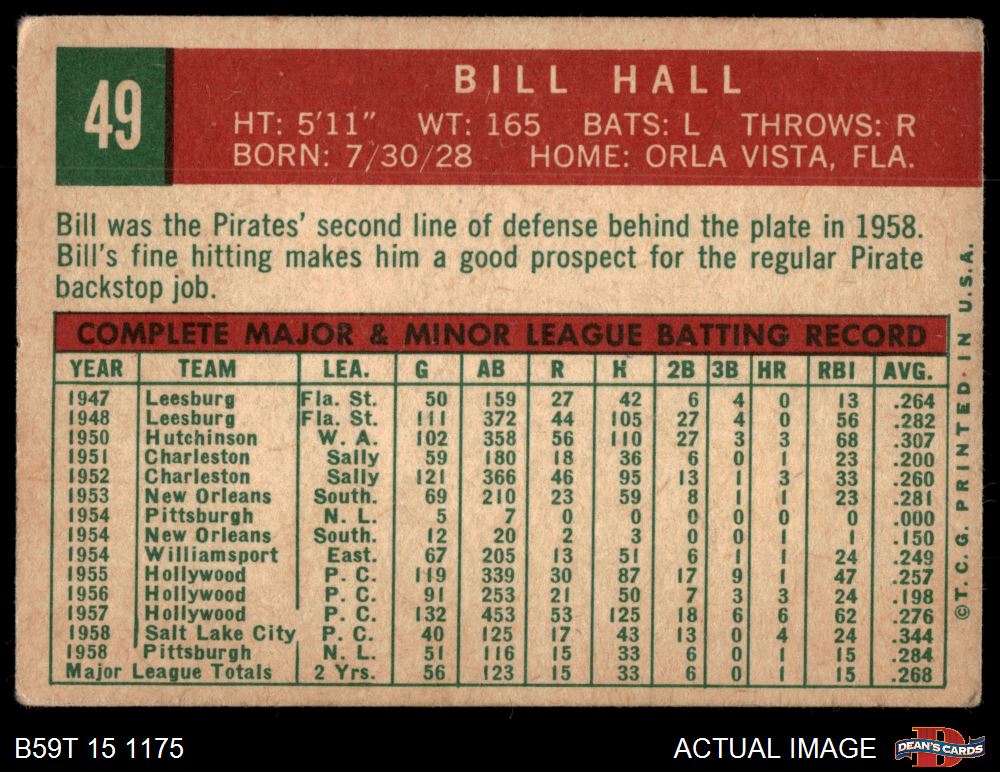 49
BILL HALL
HT: 5'11" WT: 165 BATS: L THROWS: R
BORN: 7/30/28 HOME: ORLA VISTA, FLA.
Bill was the Pirates' second line of defense behind the plate in 1958.
Bill's fine hitting makes him a good prospect for the regular Pirate
backstop job.
COMPLETE MAJOR & MINOR LEAGUE BATTING RECORD
YEAR TEAM LEA. G AB R H 2B 3B HR RBI AVG.
1947 Leesburg Fla. St. 50 159 27 42 6 4 0 13 .264
1948 Leesburg Fla. St. 111 372 44 105 27 4 0 56 .282
1950 Hutchinson W. A. 102 358 56 110 27 3 3 68 .307
1951 Charleston Sally 59 180 18 36 6 0 1 23 .200
1952 Charleston Sally 121 366 46 95 13 1 3 33 .260
1953 New Orleans South. 69 210 23 59 8 1 1 23 .281
1954 Pittsburgh N. L. 5 7 0 0 0 0 0 0 .000
1954 New Orleans South. 12 20 2 3 0 0 1 1 .150
1954 Williamsport East. 67 205 13 51 6 1 1 24 .249
1955 Hollywood P. C. 119 339 30 87 17 9 1 47 .257
1956 Hollywood P. C. 91 253 21 50 7 3 3 24 .198
1957 Hollywood P. C. 132 453 53 125 18 6 6 62 .276
1958 Salt Lake City P. C. 40 125 17 43 13 0 4 24 .344
1958 Pittsburgh N. L. 51 116 15 33 6 0 1 15 .284
Major League Totals 2 Yrs. 56 123 15 33 6 0 1 15 .268
©T. C. G. PRINTED IN U.S.A.
B59T 15 1175
ACTUAL IMAGE
DEAN'S CARDS